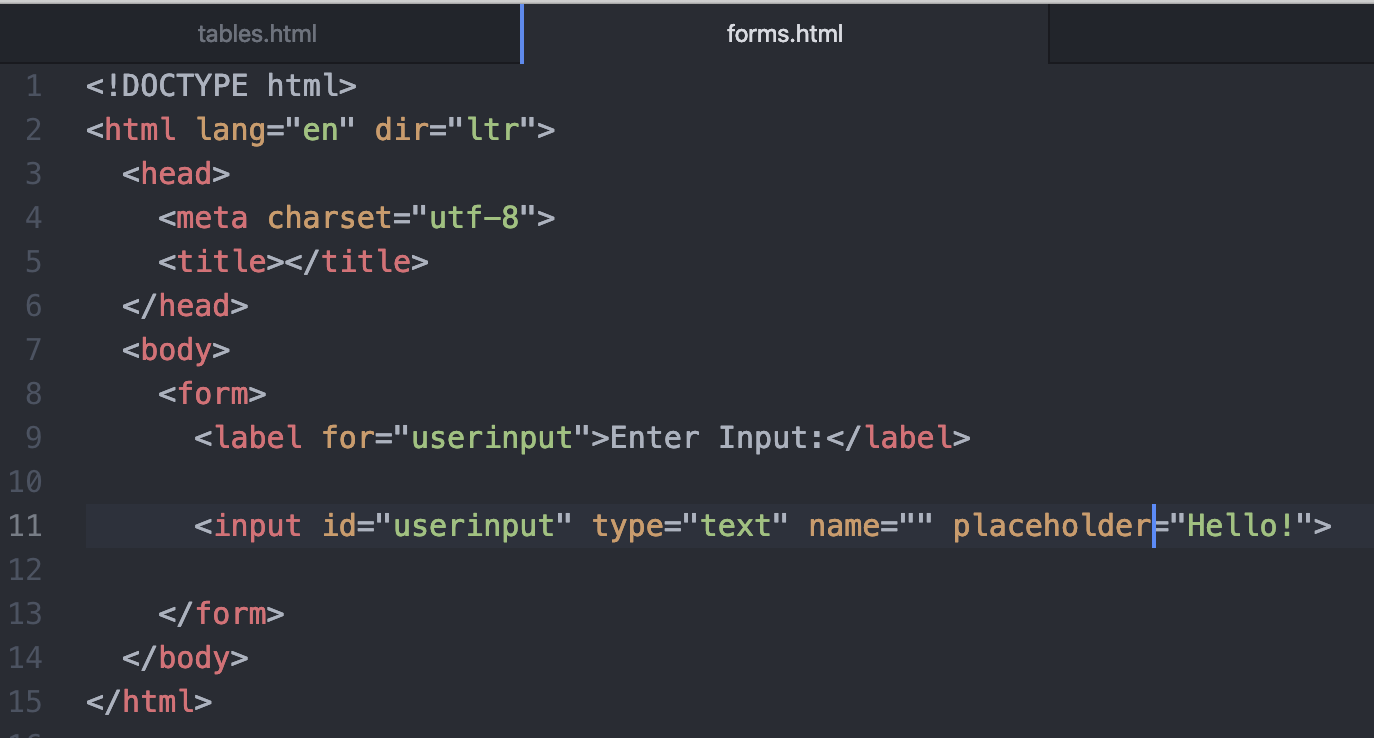 tables.html forms.html
1 <!DOCTYPE html>
2 <html lang="en" dir="ltr">
3   <head>
4     <meta charset="utf-8">
5     <title></title>
6   </head>
7   <body>
8     <form>
9       <label for="userinput">Enter Input:</label>
10
11       <input id="userinput" type="text" name="" placeholder="Hello!">
12
13     </form>
14   </body>
15 </html>